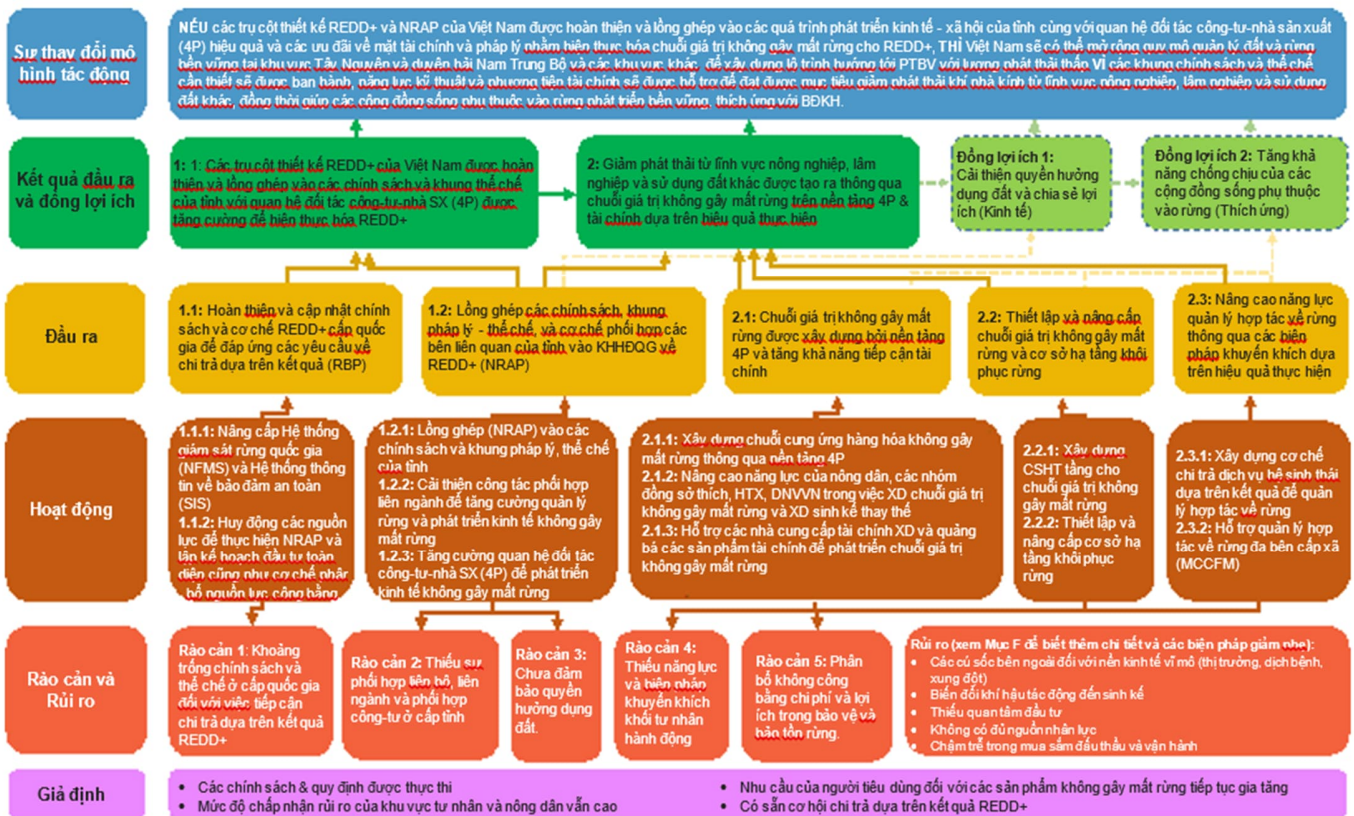 Sự thay đổi mô
hình tác động
NẾU các trụ cột thiết kế REDD+ và NRAP của Việt Nam được hoàn thiện và lồng ghép vào các quá trình phát triển kinh tế - xã hội của tỉnh cùng với quan hệ đối tác công-tư-nhà sản xuất
(4P) hiệu quả và các ưu đãi về mặt tài chính và pháp lý nhằm hiện thực hóa chuỗi giá trị không gây mất rừng cho REDD+, THÌ Việt Nam sẽ có thể mở rộng quy mô quản lý đất và rừng
bền vững tại khu vực Tây Nguyên và duyên hải Nam Trung Bộ và các khu vực khác, để xây dựng lộ trình hướng tới PTBV với lượng phát thải thấp VÌ các khung chính sách và thể chế
cần thiết sẽ được ban hành, năng lực kỹ thuật và phương tiện tài chính sẽ được hỗ trợ để đạt được mục tiêu giảm phát thải khí nhà kính từ lĩnh vực nông nghiệp, lâm nghiệp và sử dụng
đất khác, đồng thời giúp các cộng đồng sống phụ thuộc vào rừng phát triển bền vững, thích ứng với BĐKH.
Kết quả đầu ra
và đồng lợi ích
1: 1: Các trụ cột thiết kế REDD+ của Việt Nam được hoàn
thiện và lồng ghép vào các chính sách và khung thể chế
của tỉnh với quan hệ đối tác công-tư-nhà SX (4P) được
tăng cường để hiện thực hóa REDD+
2: Giảm phát thải từ lĩnh vực nông nghiệp, lâm
nghiệp và sử dụng đất khác được tạo ra thông qua
chuỗi giá trị không gây mất rừng trên nền tảng 4P &
tài chính dựa trên hiệu quả thực hiện
Đồng lợi ích 1:
Cải thiện quyền hưởng
dụng đất và chia sẻ lợi
ích (Kinh tế)
Đồng lợi ích 2: Tăng khả
năng chống chịu của các
cộng đồng sống phụ thuộc
vào rừng (Thích ứng)
Đầu ra
1.1: Hoàn thiện và cập nhật chính
sách và cơ chế REDD+ cấp quốc
gia để đáp ứng các yêu cầu về
chi trả dựa trên kết quả (RBP)
1.2: Lồng ghép các chính sách, khung
pháp lý - thể chế, và cơ chế phối hợp các
bên liên quan của tỉnh vào KHHĐQG về
REDD+ (NRAP)
2.1: Chuỗi giá trị không gây mất
rừng được xây dựng bởi nền tảng
4P và tăng khả năng tiếp cận tài
chính
2.2: Thiết lập và nâng cấp
chuỗi giá trị không gây mất
rừng và cơ sở hạ tầng khôi
phục rừng
2.3: Nâng cao năng lực
quản lý hợp tác về rừng
thông qua các biện
pháp khuyến khích dựa
trên hiệu quả thực hiện
Hoạt động
1.1.1: Nâng cấp Hệ thống
giám sát rừng quốc gia
(NFMS) và Hệ thống thông
tin về bảo đảm an toàn
(SIS)
1.1.2: Huy động các nguồn
lực để thực hiện NRAP và
lập kế hoạch đầu tư toàn
diện cũng như cơ chế phân
bổ nguồn lực công bằng
1.2.1: Lồng ghép (NRAP) vào các
chính sách và khung pháp lý, thể chế
của tỉnh
1.2.2: Cải thiện công tác phối hợp
liên ngành để tăng cường quản lý
rừng và phát triển kinh tế không gây
mất rừng
1.2.3: Tăng cường quan hệ đối tác
công-tư-nhà SX (4P) để phát triển
kinh tế không gây mất rừng
2.1.1: Xây dựng chuỗi cung ứng hàng hóa không gây
mất rừng thông qua nền tảng 4P
2.1.2: Nâng cao năng lực của nông dân, các nhóm
đồng sở thích, HTX, DNVVN trong việc XD chuỗi giá trị
không gây mất rừng và XD sinh kế thay thế
2.1.3: Hỗ trợ các nhà cung cấp tài chính XD và quảng
bá các sản phẩm tài chính để phát triển chuỗi giá trị
không gây mất rừng
2.2.1: Xây dựng
CSHT tầng cho
chuỗi giá trị không
gây mất rừng
2.2.2: Thiết lập và
nâng cấp cơ sở hạ
tầng khôi phục
rừng
2.3.1: Xây dựng cơ chế
chi trả dịch vụ hệ sinh thái
dựa trên kết quả để quản
lý hợp tác về rừng
2.3.2: Hỗ trợ quản lý hợp
tác về rừng đa bên cấp xã
(MCCFM)
Rào cản và
Rủi ro
Rào cản 1: Khoảng
trống chính sách và
thể chế ở cấp quốc gia
đối với việc tiếp cận
chi trả dựa trên kết quả
REDD+
Rào cản 2: Thiếu sự
phối hợp liên bộ, liên
ngành và phối hợp
công-tư ở cấp tỉnh
Rào cản 3:
Chưa đảm
bảo quyền
hưởng dụng
đất.
Rào cản 4:
Thiếu năng lực
và biện pháp
khuyến khích
khối tư nhân
hành động
Rào cản 5: Phân
bổ không công
bằng chi phí và lợi
ích trong bảo vệ và
bảo tồn rừng.
Rủi ro (xem Mục F để biết thêm chi tiết và các biện pháp giảm nhẹ):
• Các cú sốc bên ngoài đối với nền kinh tế vĩ mô (thị trường, dịch bệnh,
xung đột)
• Biến đổi khí hậu tác động đến sinh kế
• Thiếu quan tâm đầu tư
• Không có đủ nguồn nhân lực
• Chậm trễ trong mua sắm đấu thầu và vận hành
Giả định
• Các chính sách & quy định được thực thi
• Mức độ chấp nhận rủi ro của khu vực tư nhân và nông dân vẫn cao
• Nhu cầu của người tiêu dùng đối với các sản phẩm không gây mất rừng tiếp tục gia tăng
• Có sẵn cơ hội chi trả dựa trên kết quả REDD+